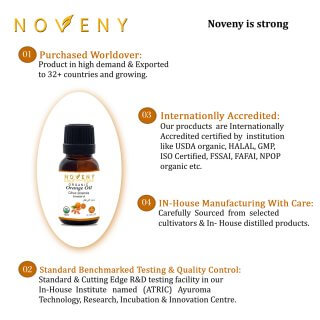 NOVENY
Noveny is strong
01 Purchased Worldover:
Product in high demand & Exported
to 32+ countries and growing.
03 Internationlly Accredited:
Our procducts are Internationally
Accredited certified by institution
like USDA organic, HALAL, GMP,
ISO Certified, FSSAI, FAFAI, NPOP
organic etc.
NOVENY
ORGANIC
Orange Oil
04 IN-House Manufacturing With Care:
Carefully Sourced from selected
cultivators & In- House distilled products.
02 Standard Benchmarked Testing & Quality Control:
Standard & Cutting Edge R&D testing facility in our
In-House Institute named (ATRIC) Ayuroma
Technology, Research, Incubation & Innovation Centre.